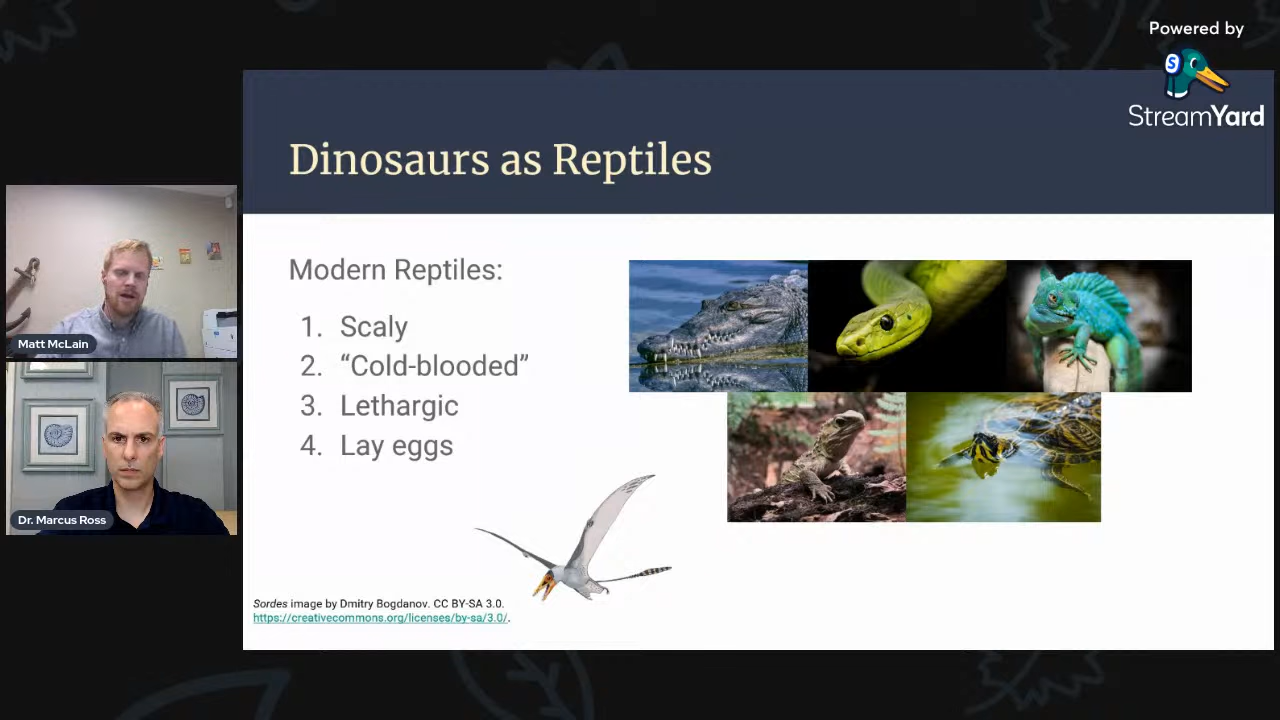 Powered by
S
StreamYard
Dinosaurs as Reptiles
Modern Reptiles:
1. Scaly
2. “Cold-blooded”
3. Lethargic
4. Lay eggs
Matt McLain
Dr. Marcus Ross
Sordes image by Dmitry Bogdanov. CC BY-SA 3.0.
https://creativecommons.org/licenses/by-sa/3.0/.